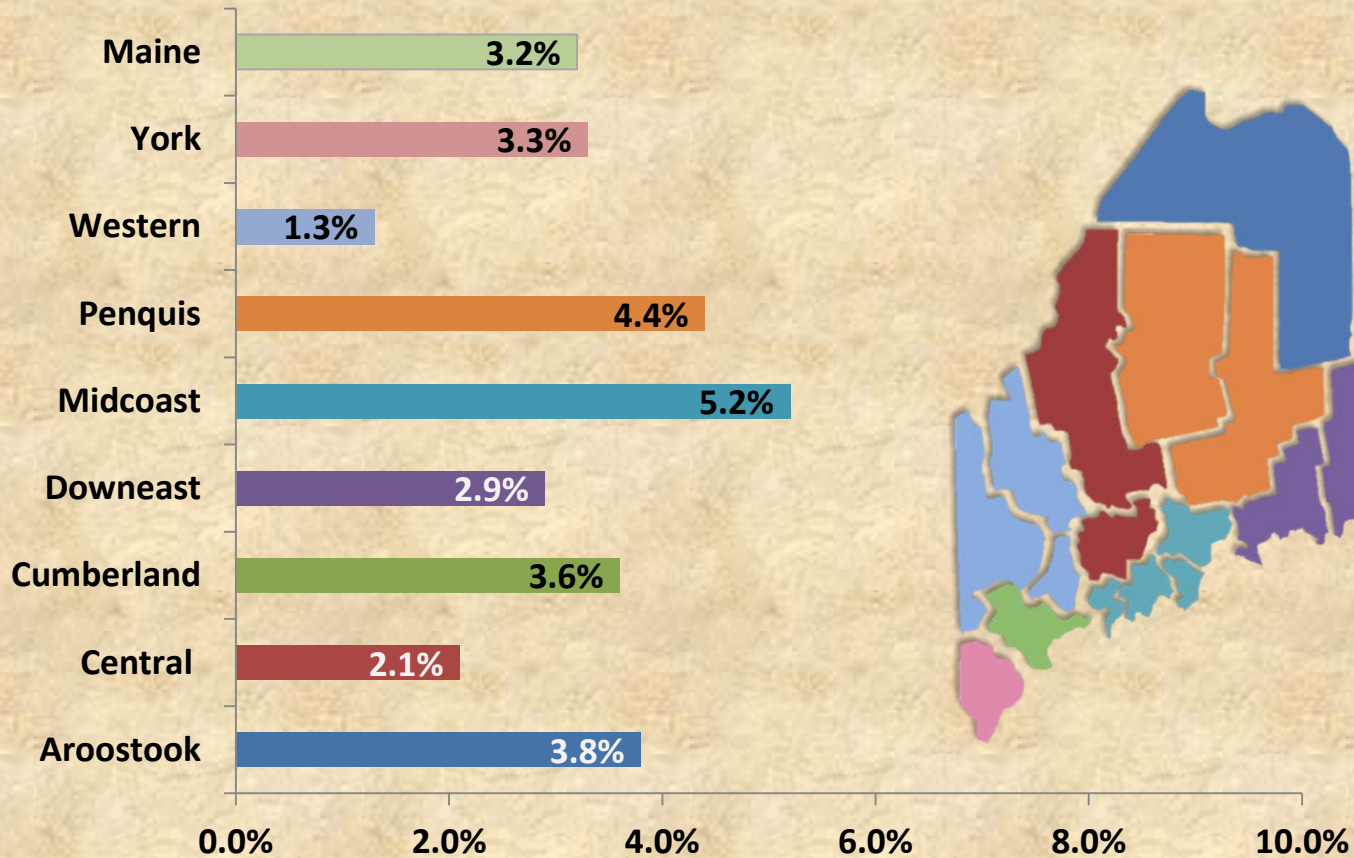 Maine 3.2%
York 3.3%
Western 1.3%
Penquis 4.4%
Midcoast 5.2%
Downeast 2.9%
Cumberland 3.6%
Central 2.1%
Aroostook 3.8%
0.0% 2.0% 4.0% 6.0% 8.0% 10.0%